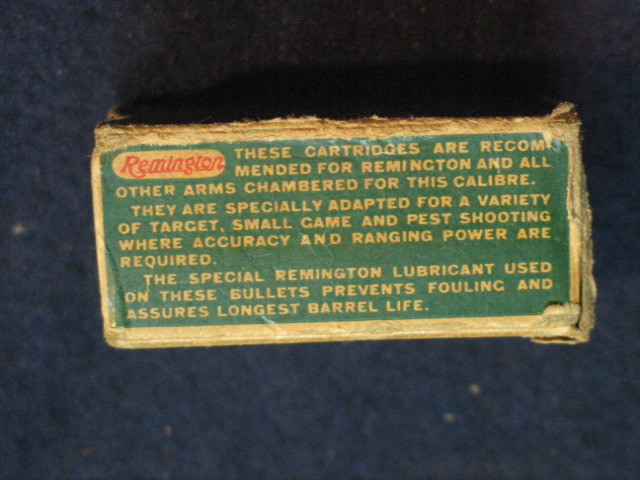 Remington THESE CARTRIDGES ARE RECOM-
MENDED FOR REMINGTON AND ALL
OTHER ARMS CHAMBERED FOR THIS CALIBRE.
THEY ARE SPECIALLY ADAPTED FOR A VARIETY
OF TARGET, SMALL GAME AND PEST SHOOTING
WHERE ACCURACY AND RANGING POWER ARE
REQUIRED.
THE SPECIAL REMINGTON LUBRICANT USED
ON THESE BULLETS PREVENTS FOULING AND
ASSURES LONGEST BARREL LIFE.